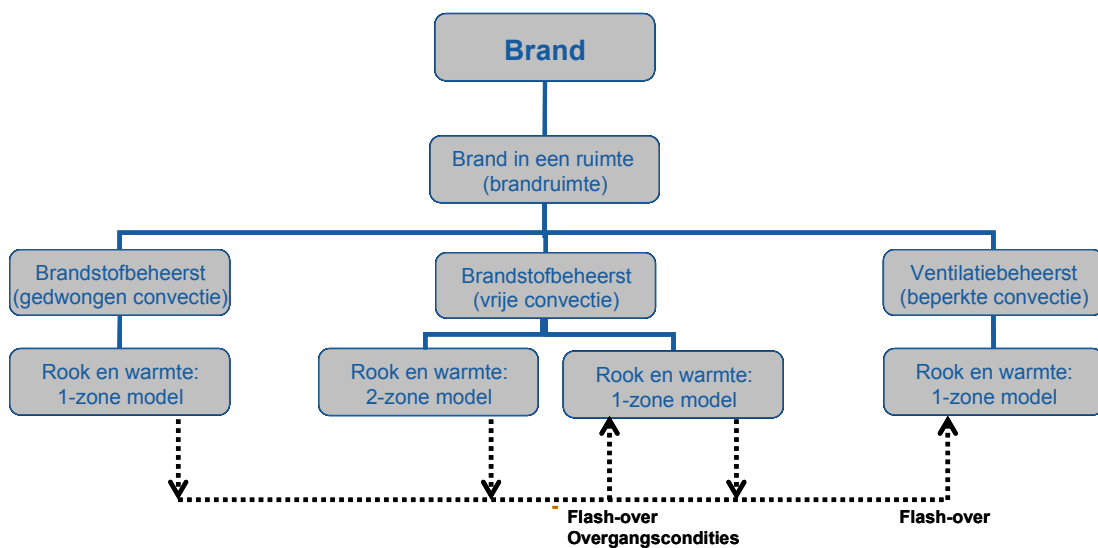 Brand
Brand in een ruimte
(brandruimte)
Brandstofbeheerst
(gedwongen convectie)
Brandstofbeheerst
(vrije convectie)
Ventilatiebeheerst
(beperkte convectie)
Rook en warmte:
1-zone model
Rook en warmte:
2-zone model
Rook en warmte:
1-zone model
Rook en warmte:
1-zone model
Flash-over
Overgangscondities
Flash-over